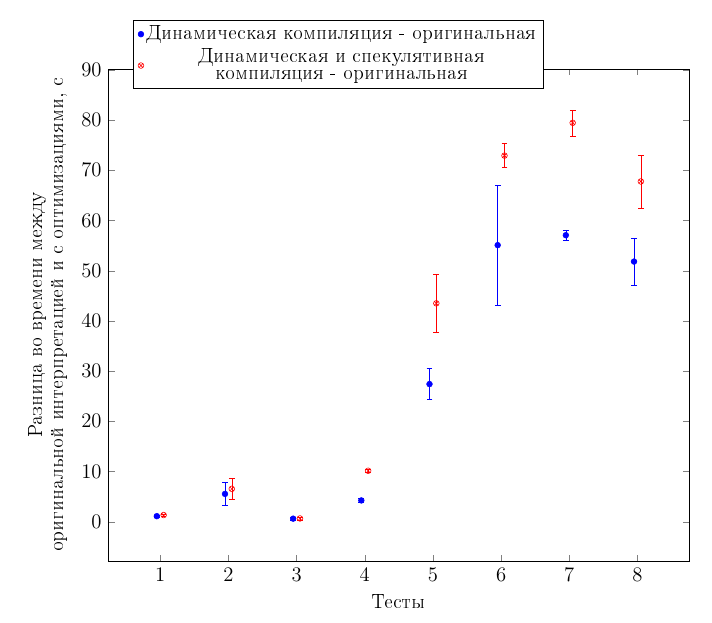 Динамическая компиляция - оригинальная
Динамическая и спекулятивная
компиляция - оригинальная
Разница во времени между
оригинальной интерпретацией и с оптимизациями, с
90
80
70
60
50
40
30
20
10
0
1 2 3 4 5 6 7 8
Тесты